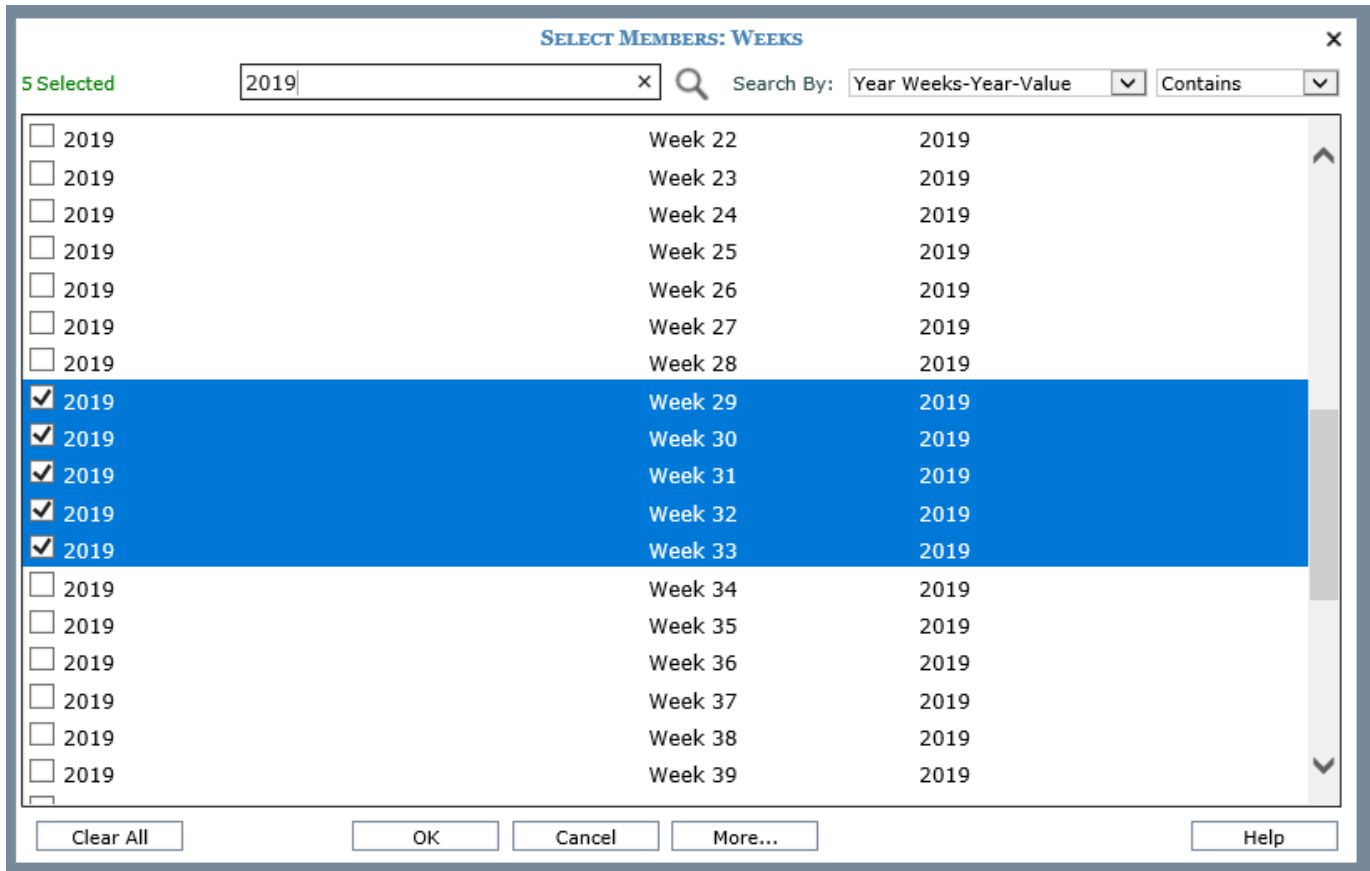 SELECT MEMBERS: WEEKS
5 Selected 2019 Search By: Year Weeks-Year-Value Contains
2019 Week 22 2019
2019 Week 23 2019
2019 Week 24 2019
2019 Week 25 2019
2019 Week 26 2019
2019 Week 27 2019
2019 Week 28 2019
2019 Week 29 2019
2019 Week 30 2019
2019 Week 31 2019
2019 Week 32 2019
2019 Week 33 2019
2019 Week 34 2019
2019 Week 35 2019
2019 Week 36 2019
2019 Week 37 2019
2019 Week 38 2019
2019 Week 39 2019
Clear All OK Cancel More... Help